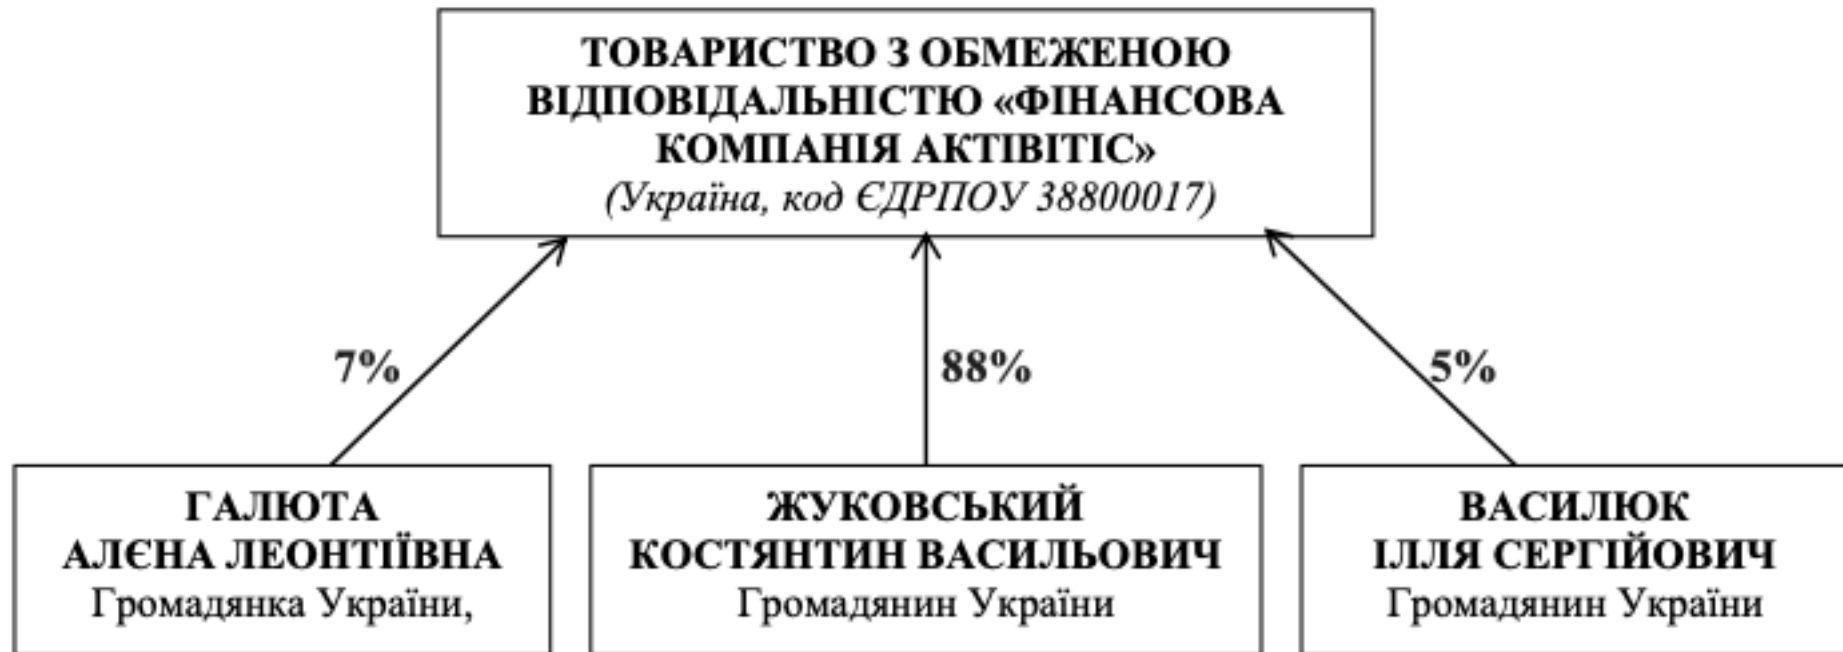 ТОВАРИСТВО З ОБМЕЖЕНОЮ
ВІДПОВІДАЛЬНІСТЮ «ФІНАНСОВА
КОМПАНІЯ АКТІВІТІС»
(Україна, код ЄДРПОУ 38800017)
7%
88%
5%
ГАЛЮТА
АЛЄНА ЛЕОНТІЇВНА
Громадянка України,
ЖУКОВСЬКИЙ
КОСТЯНТИН ВАСИЛЬОВИЧ
Громадянин України
ВАСИЛЮК
ІЛЛЯ СЕРГІЙОВИЧ
Громадянин України